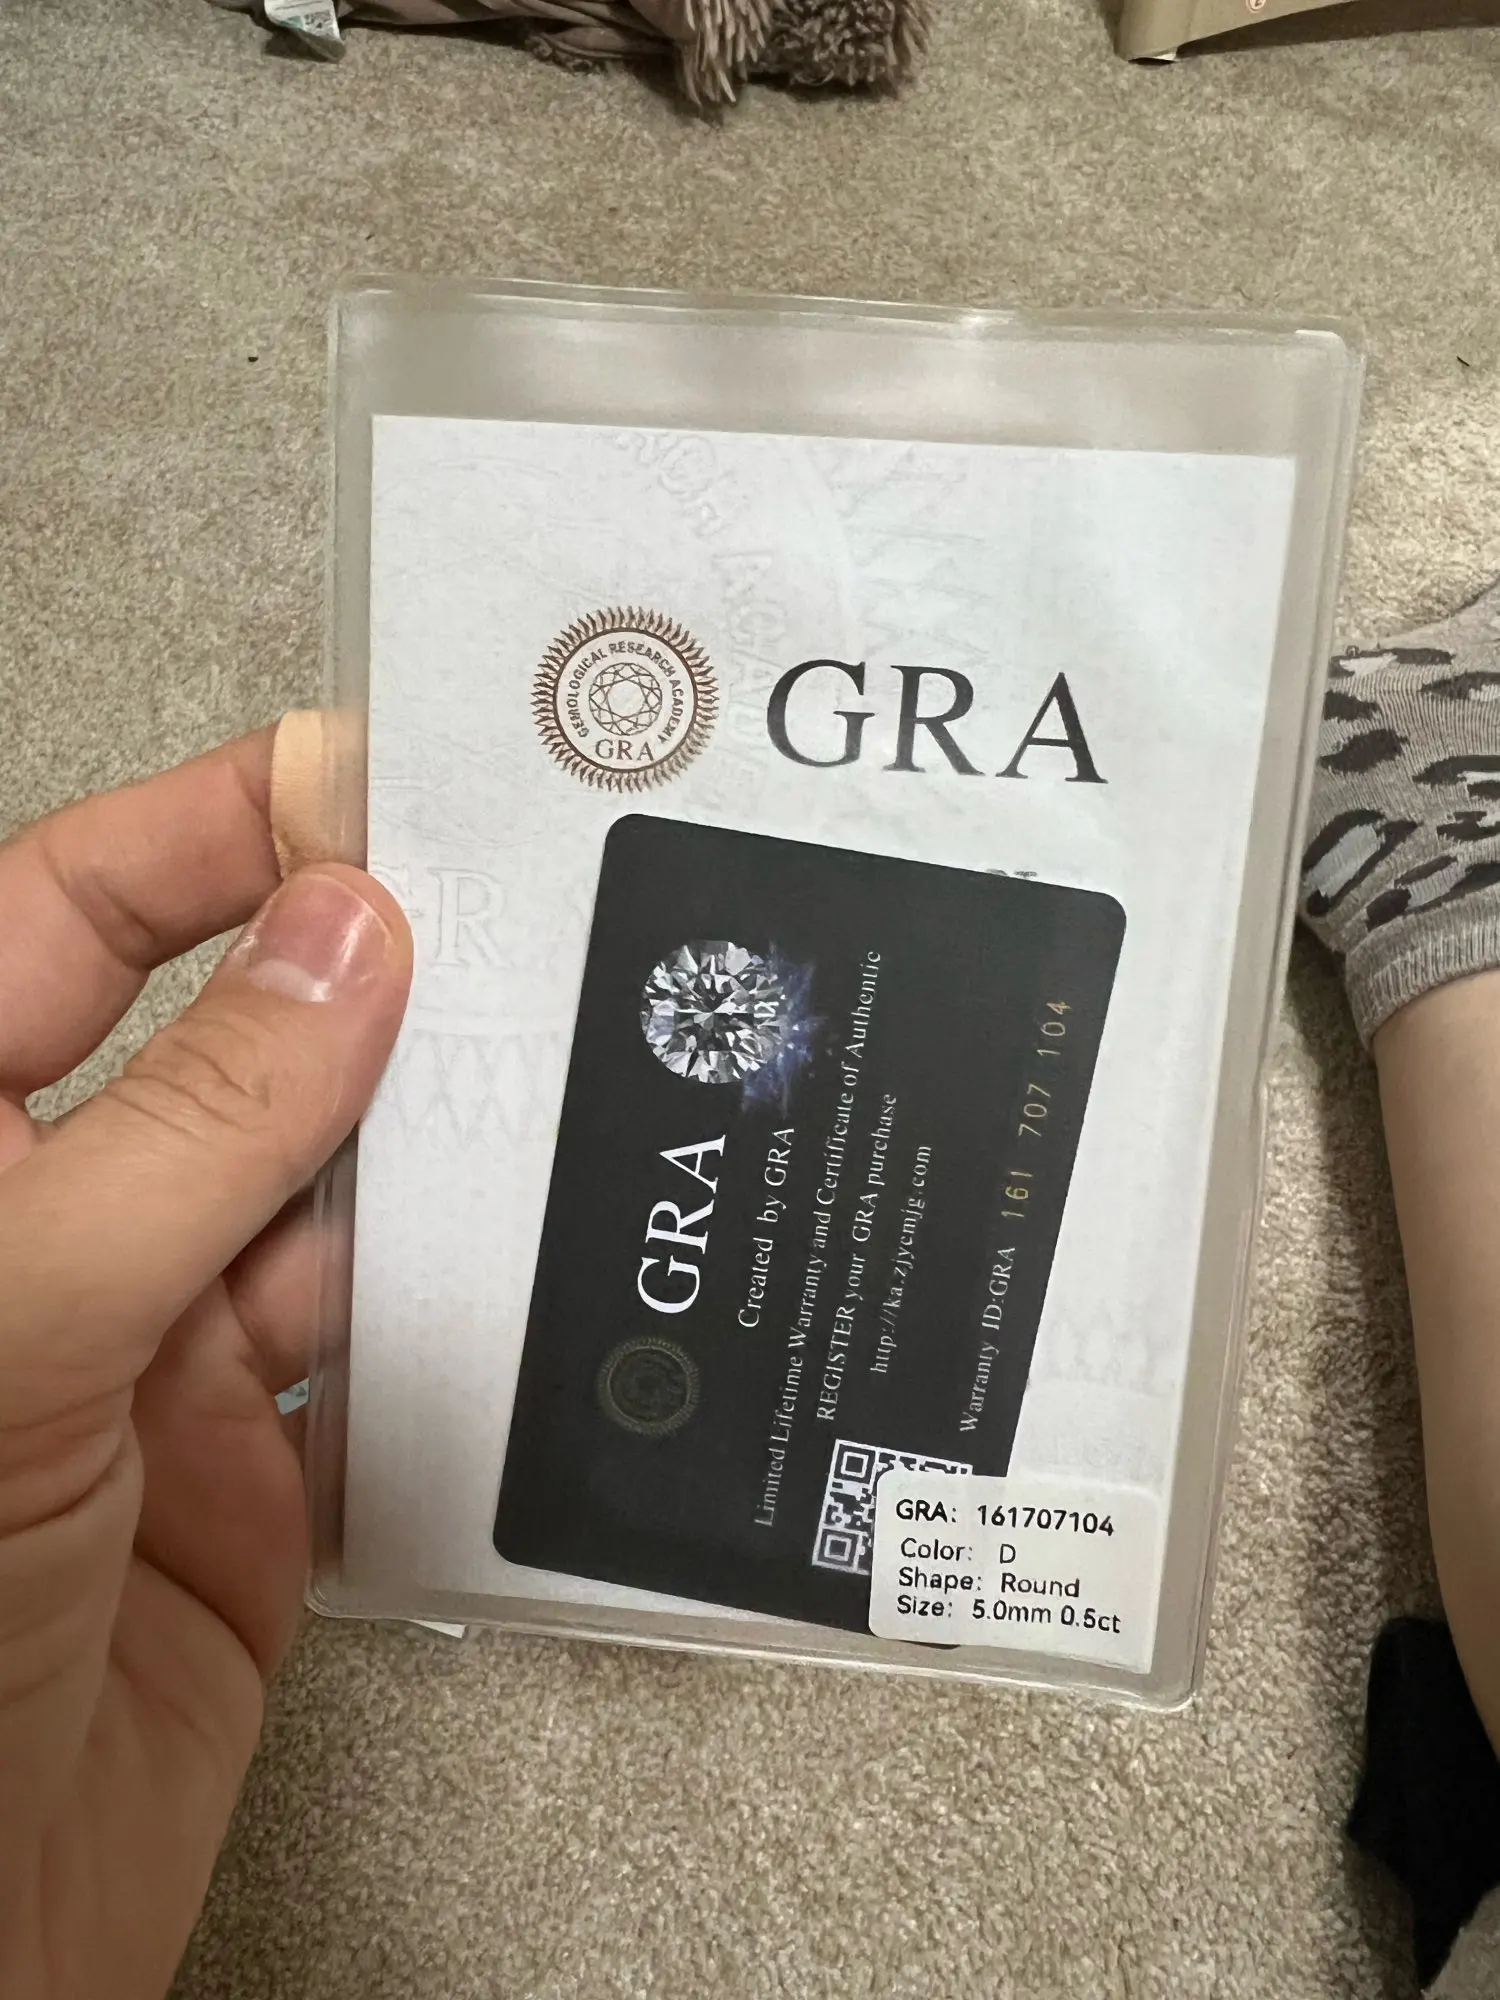 GEMOLOGICAL RESEARCH ACADEMY
GRA
GRA
GRA
Created by GRA
Limited Lifetime Warranty and Certificate of Authentic
REGISTER your GRA purchase
http://ka.zjycmjg.com
Warranty ID:GRA 161 707 104
GRA: 161707104
Color: D
Shape: Round
Size: 5.0mm 0.5ct